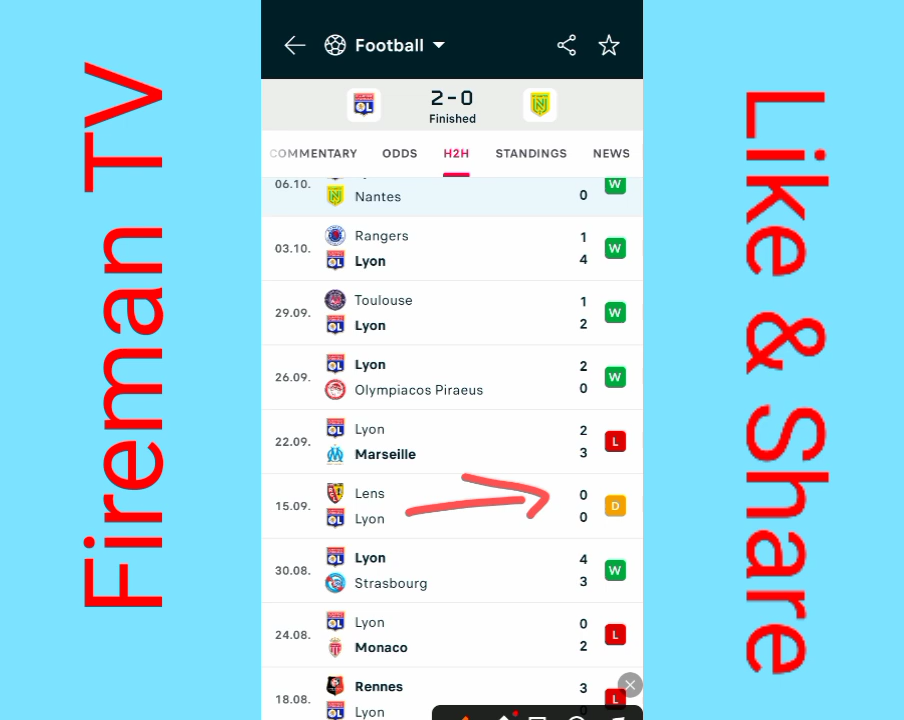 Fireman TV
Football
2-0
Finished
COMMENTARY ODDS H2H STANDINGS NEWS
06.10. W
Nantes 0
Rangers 1
03.10. W
Lyon 4
Toulouse 1
29.09. W
Lyon 2
Lyon 2
26.09. W
Olympiacos Piraeus 0
Lyon 2
22.09. L
Marseille 3
Lens 0
15.09. D
Lyon 0
Lyon 4
30.08. W
Strasbourg 3
Lyon 0
24.08. L
Monaco 2
Rennes 3
18.08. L
Lyon
Like & Share